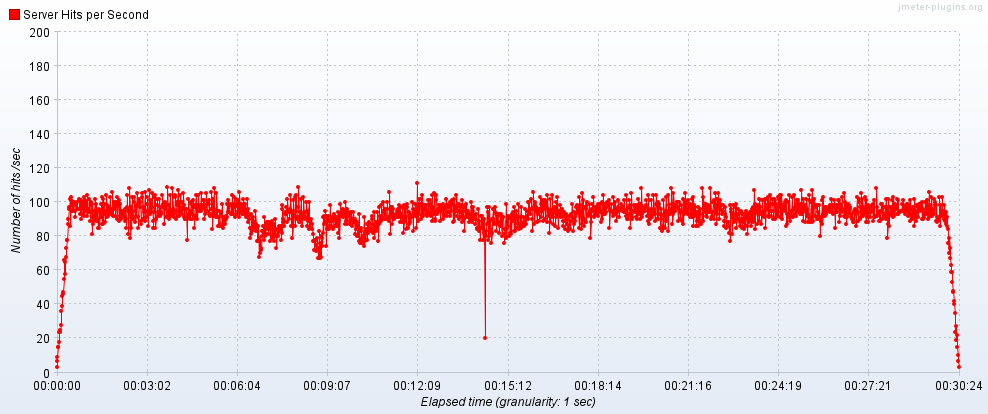 jmeter-plugins.org
Server Hits per Second
200
180
160
140
120
100
80
60
40
20
0
Number of hits /sec
00:00:00 00:03:02 00:06:04 00:09:07 00:12:09 00:15:12 00:18:14 00:21:16 00:24:19 00:27:21 00:30:24
Elapsed time (granularity: 1 sec)